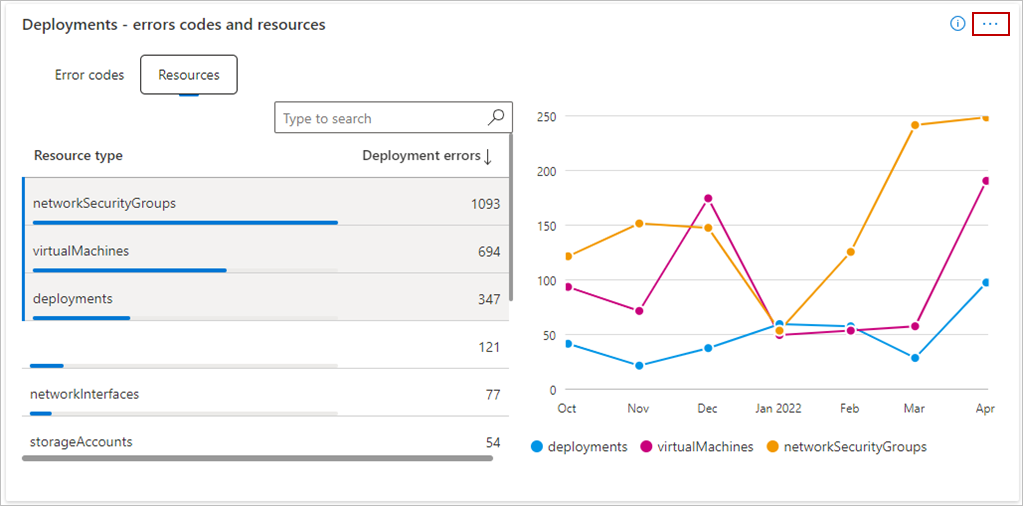 Deployments - errors codes and resources
Error codes
Resources
Type to search
Resource type
Deployment errors
networkSecurityGroups
1093
virtualMachines
694
deployments
347
121
networkInterfaces
77
storageAccounts
54
250
200
150
100
50
0
Oct
Nov
Dec
Jan 2022
Feb
Mar
Apr
deployments
virtualMachines
networkSecurityGroups